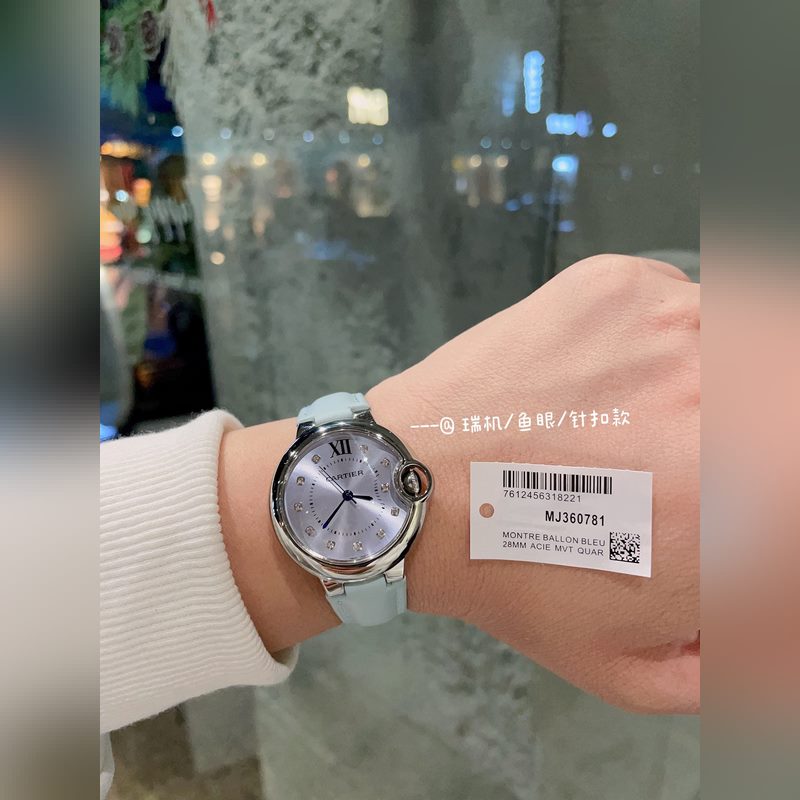 XII
CARTIER
---@瑞机/鱼眼/针扣款
7612456318221
MJ360781
MONTRE BALLON BLEU
28MM ACIE MVT QUAR